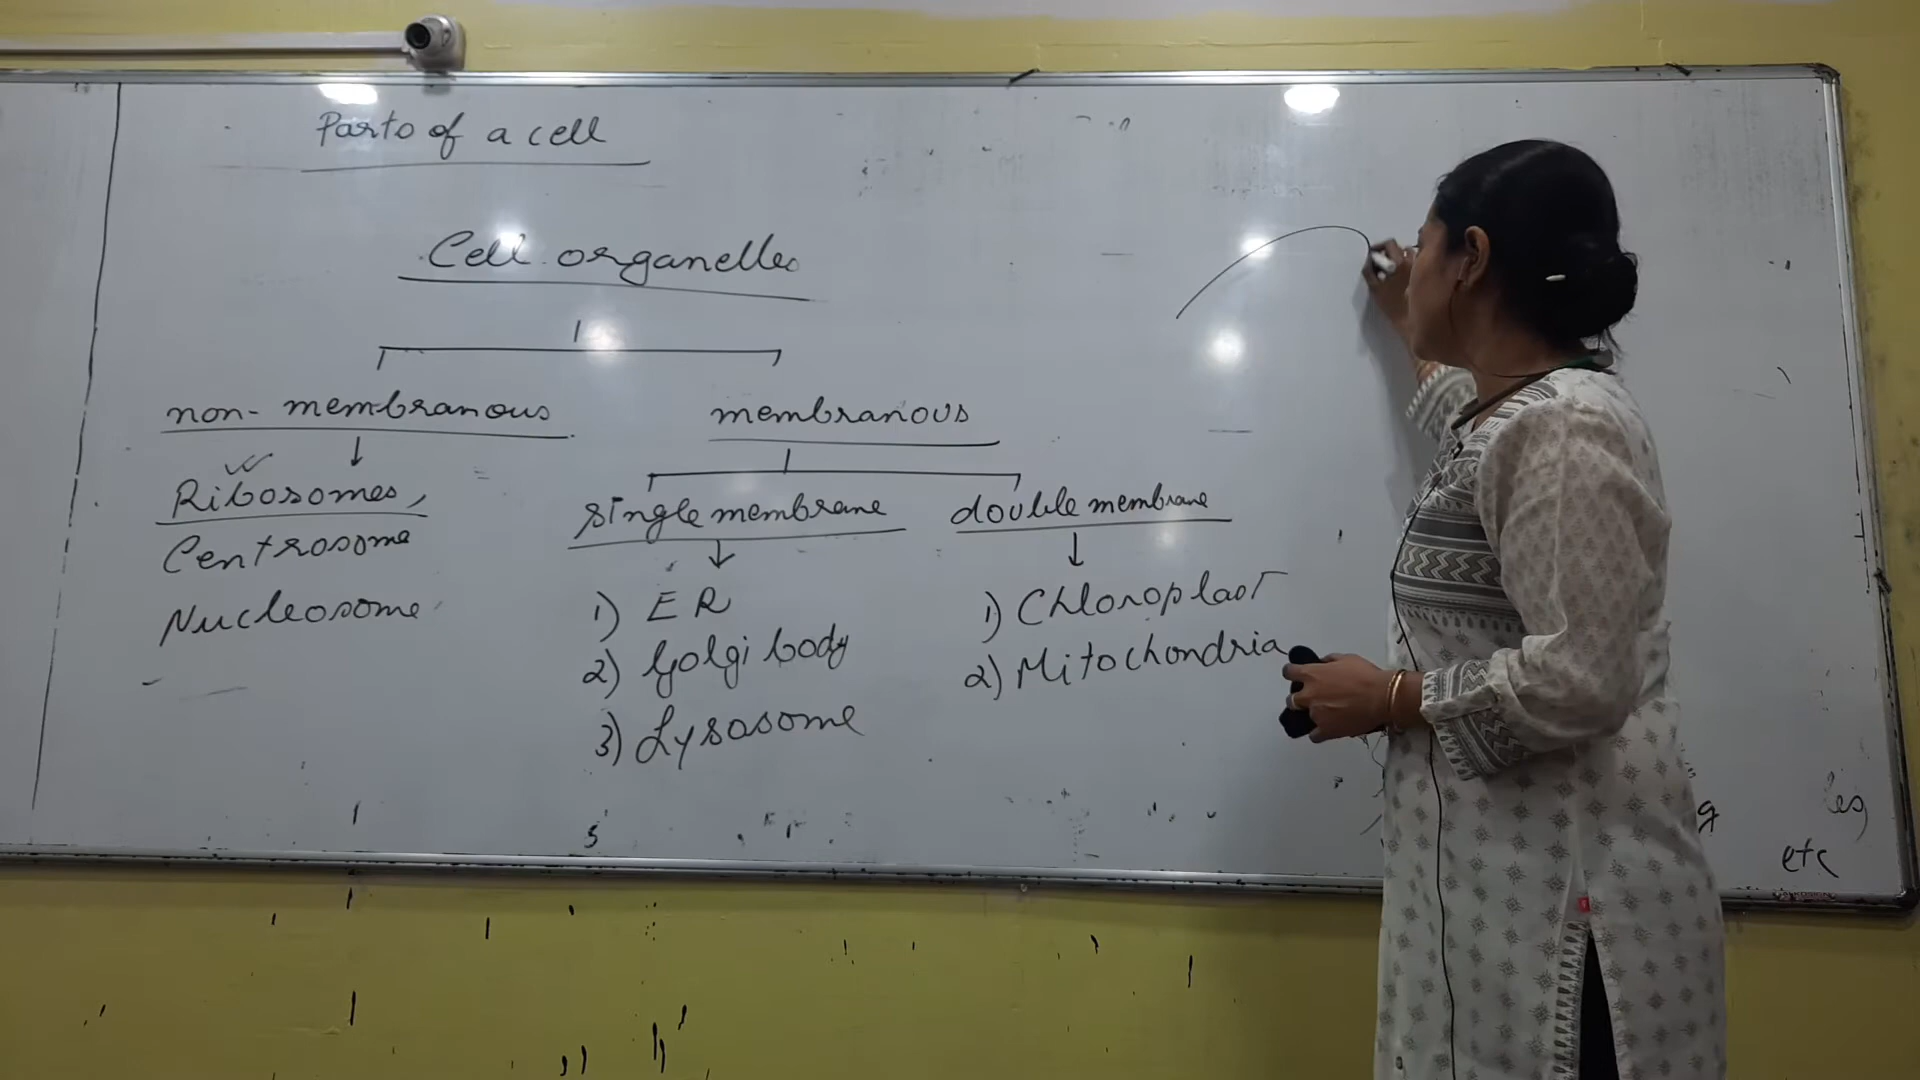 Parts of a cell
Cell organelles
non-membranous
membranous
Ribosomes,
Centrosome
Nucleosome
single membrane
1) ER
2) Golgi body
3) Lysosome
double membrane
1) Chloroplast
2) Mitochondria
etc